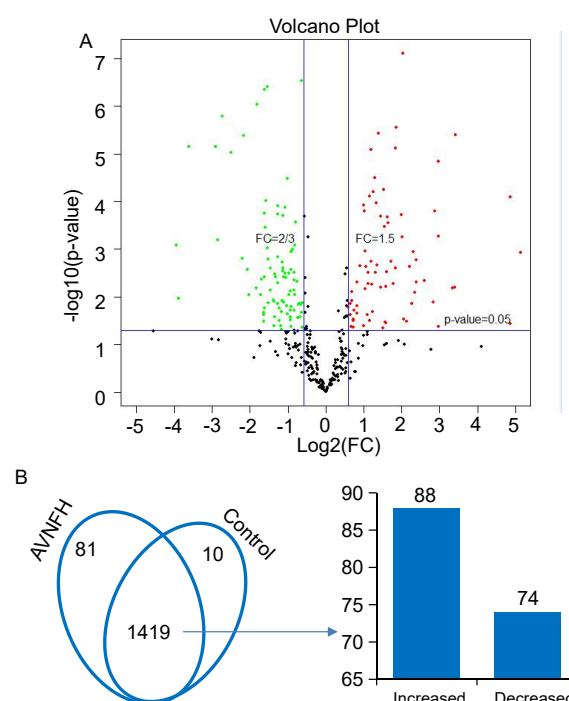 Volcano Plot
A
7
6
5
4
3
2
1
0
-log10(p-value)
FC=2/3
FC=1.5
p-value=0.05
-5 -4 -3 -2 -1 0 1 2 3 4 5
Log2(FC)
B
AVNFH
Control
81
10
1419
90
85
80
75
70
65
88
74
Increased
Decreased